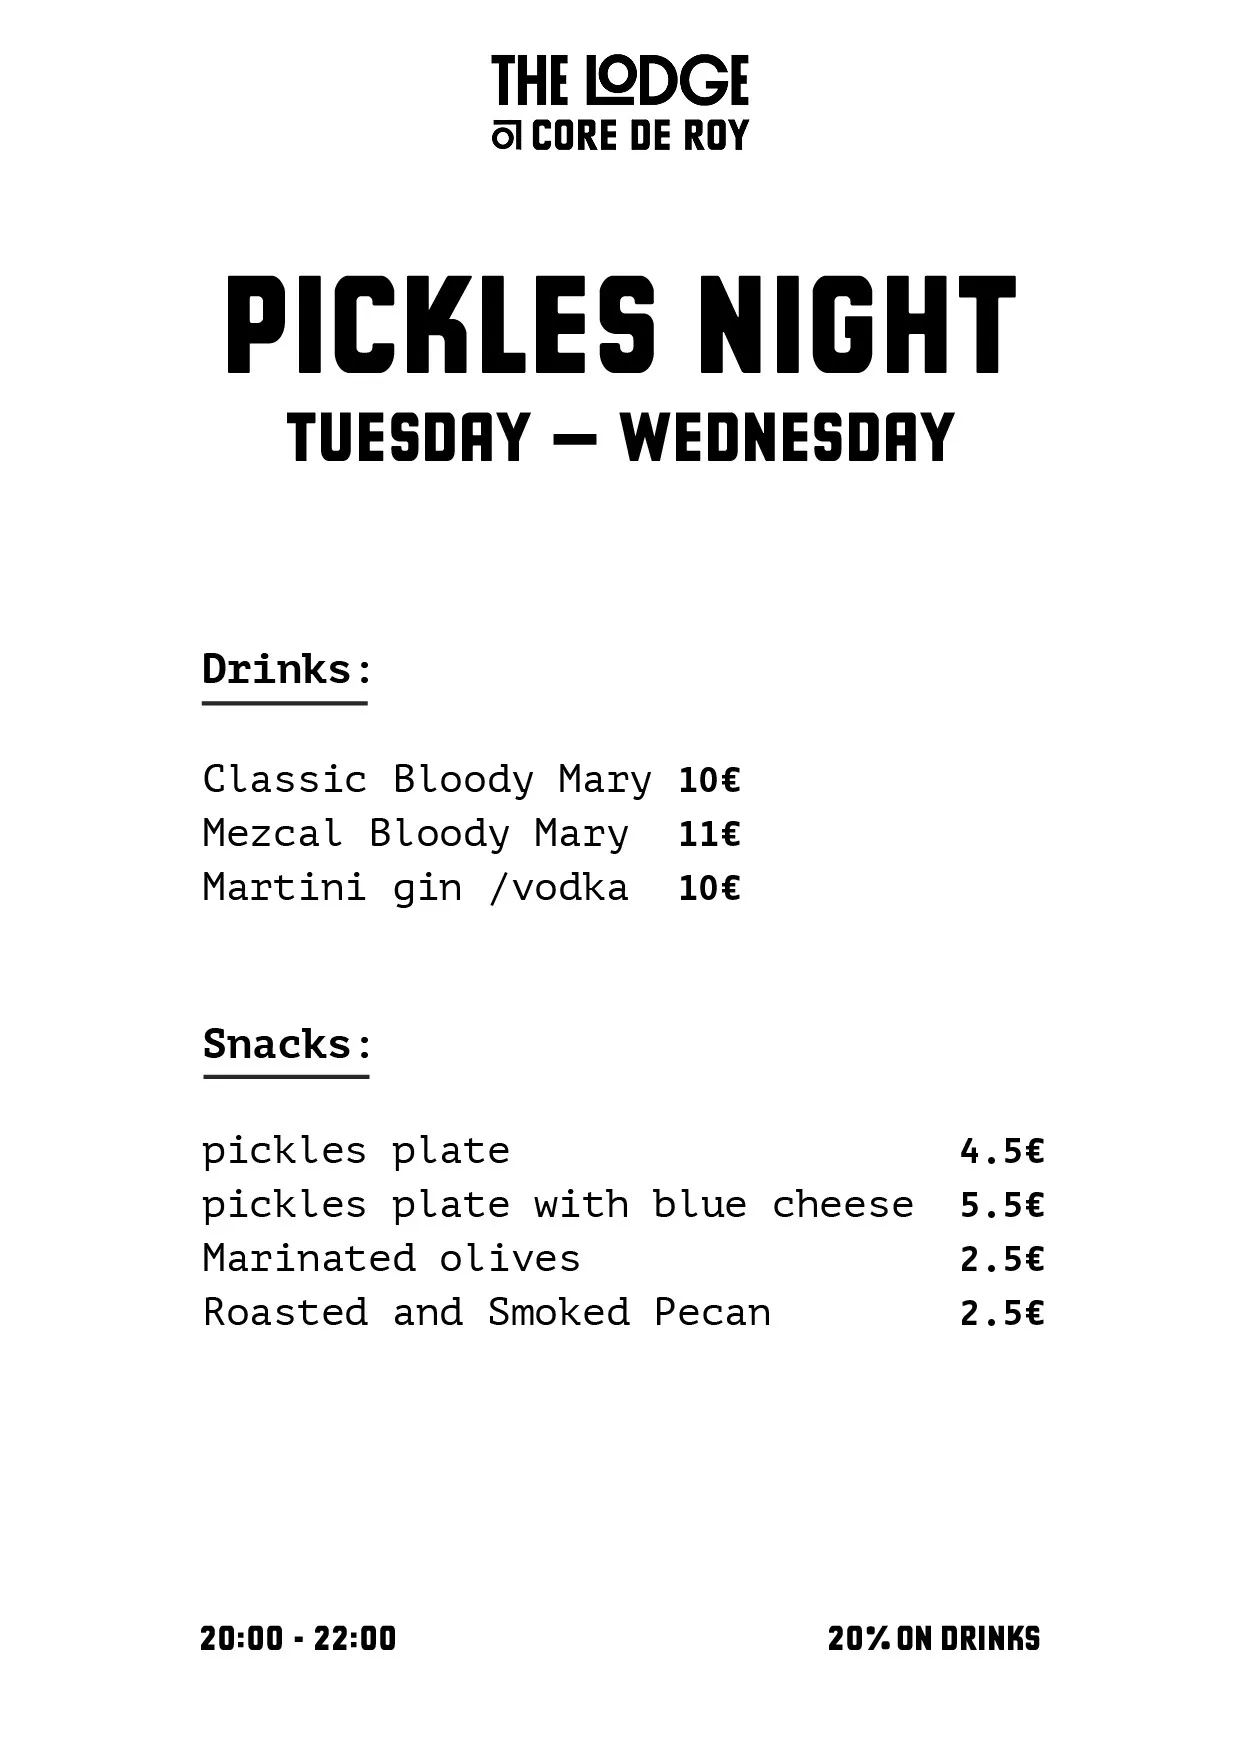 THE LODGE
CORE DE ROY
PICKLES NIGHT
TUESDAY — WEDNESDAY
Drinks:
Classic Bloody Mary 10€
Mezcal Bloody Mary 11€
Martini gin /vodka 10€
Snacks:
pickles plate 4.5€
pickles plate with blue cheese 5.5€
Marinated olives 2.5€
Roasted and Smoked Pecan 2.5€
20:00 - 22:00
20% ON DRINKS